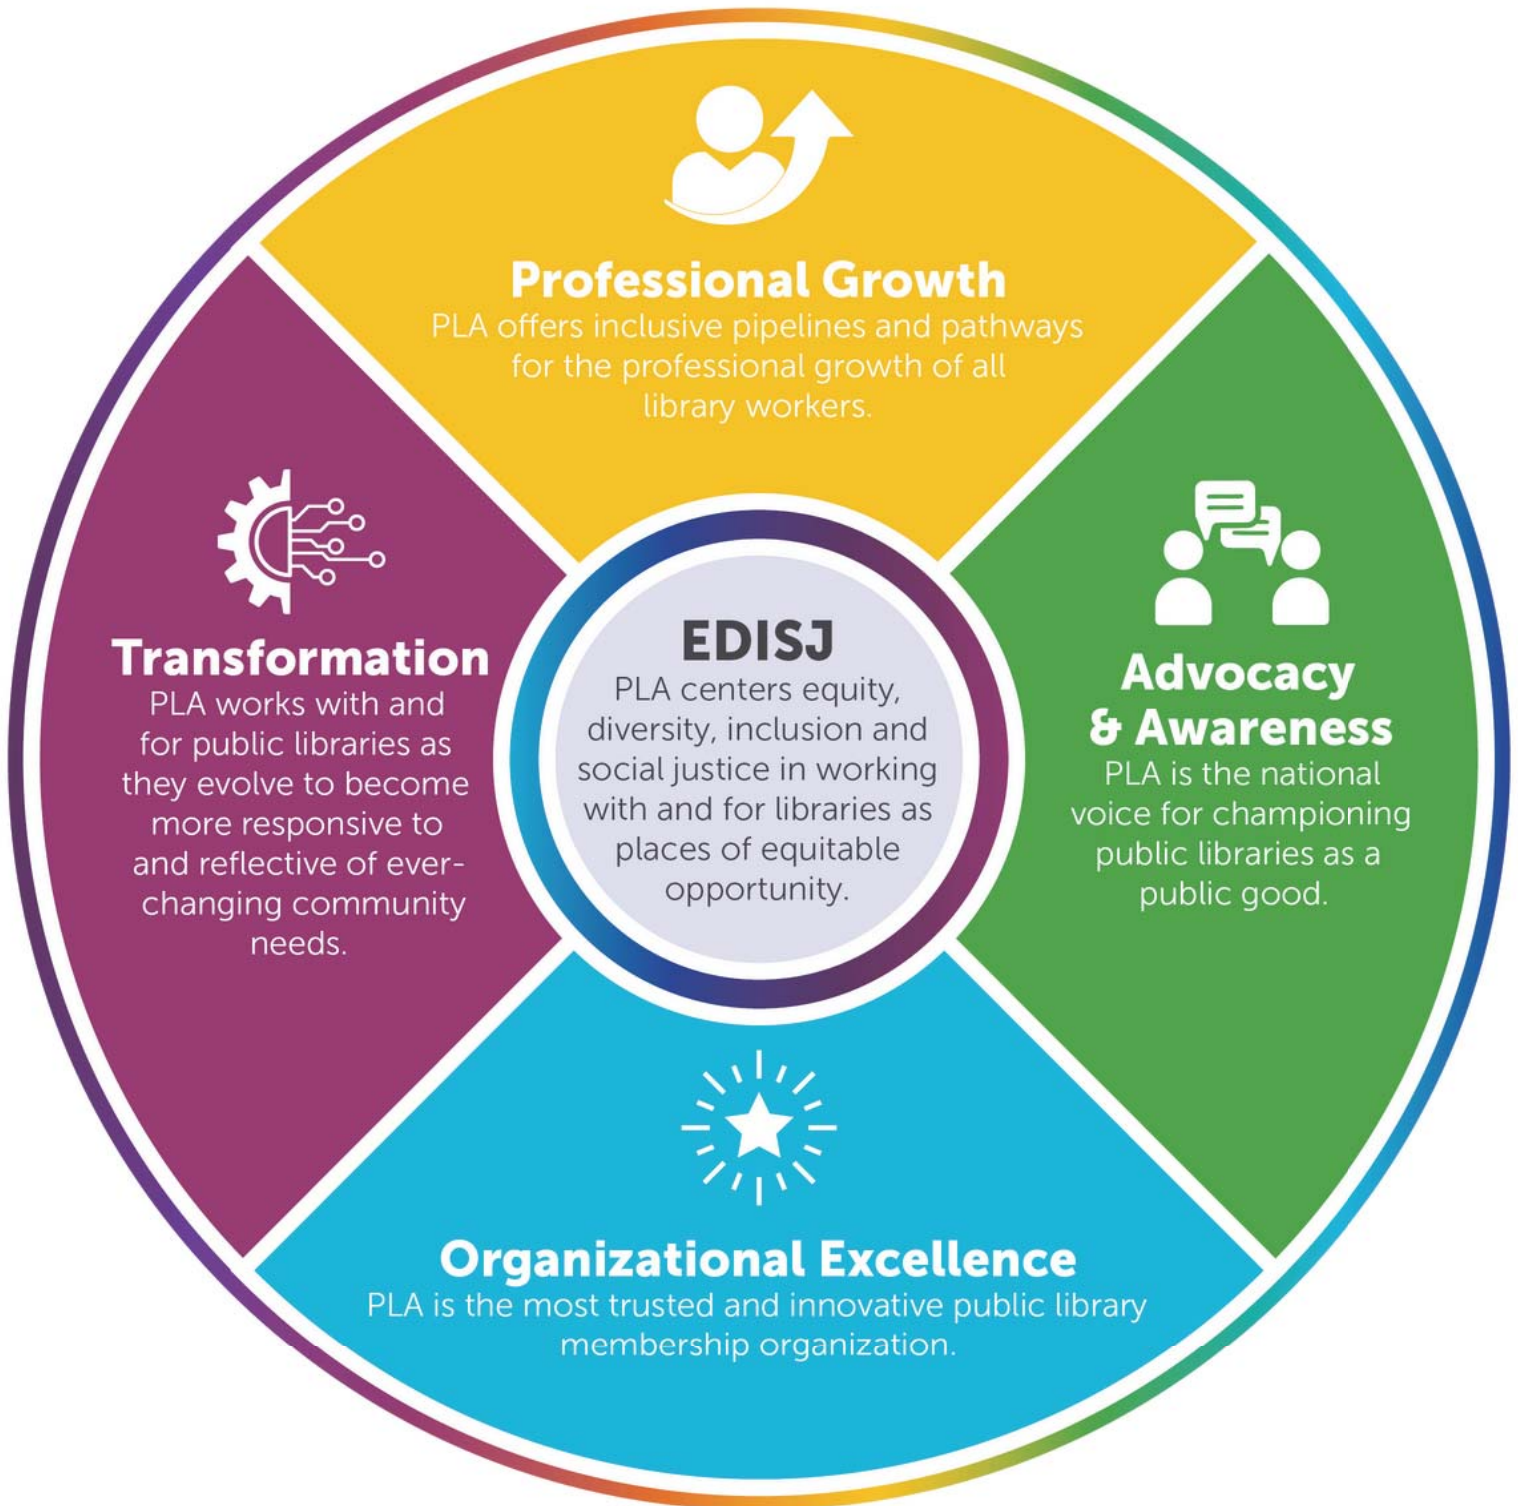 Professional Growth
PLA offers inclusive pipelines and pathways
for the professional growth of all
library workers.
Transformation
PLA works with and
for public libraries as
they evolve to become
more responsive to
and reflective of ever-
changing community
needs.
EDISJ
PLA centers equity,
diversity, inclusion and
social justice in working
with and for libraries as
places of equitable
opportunity.
Advocacy
& Awareness
PLA is the national
voice for championing
public libraries as a
public good.
Organizational Excellence
PLA is the most trusted and innovative public library
membership organization.